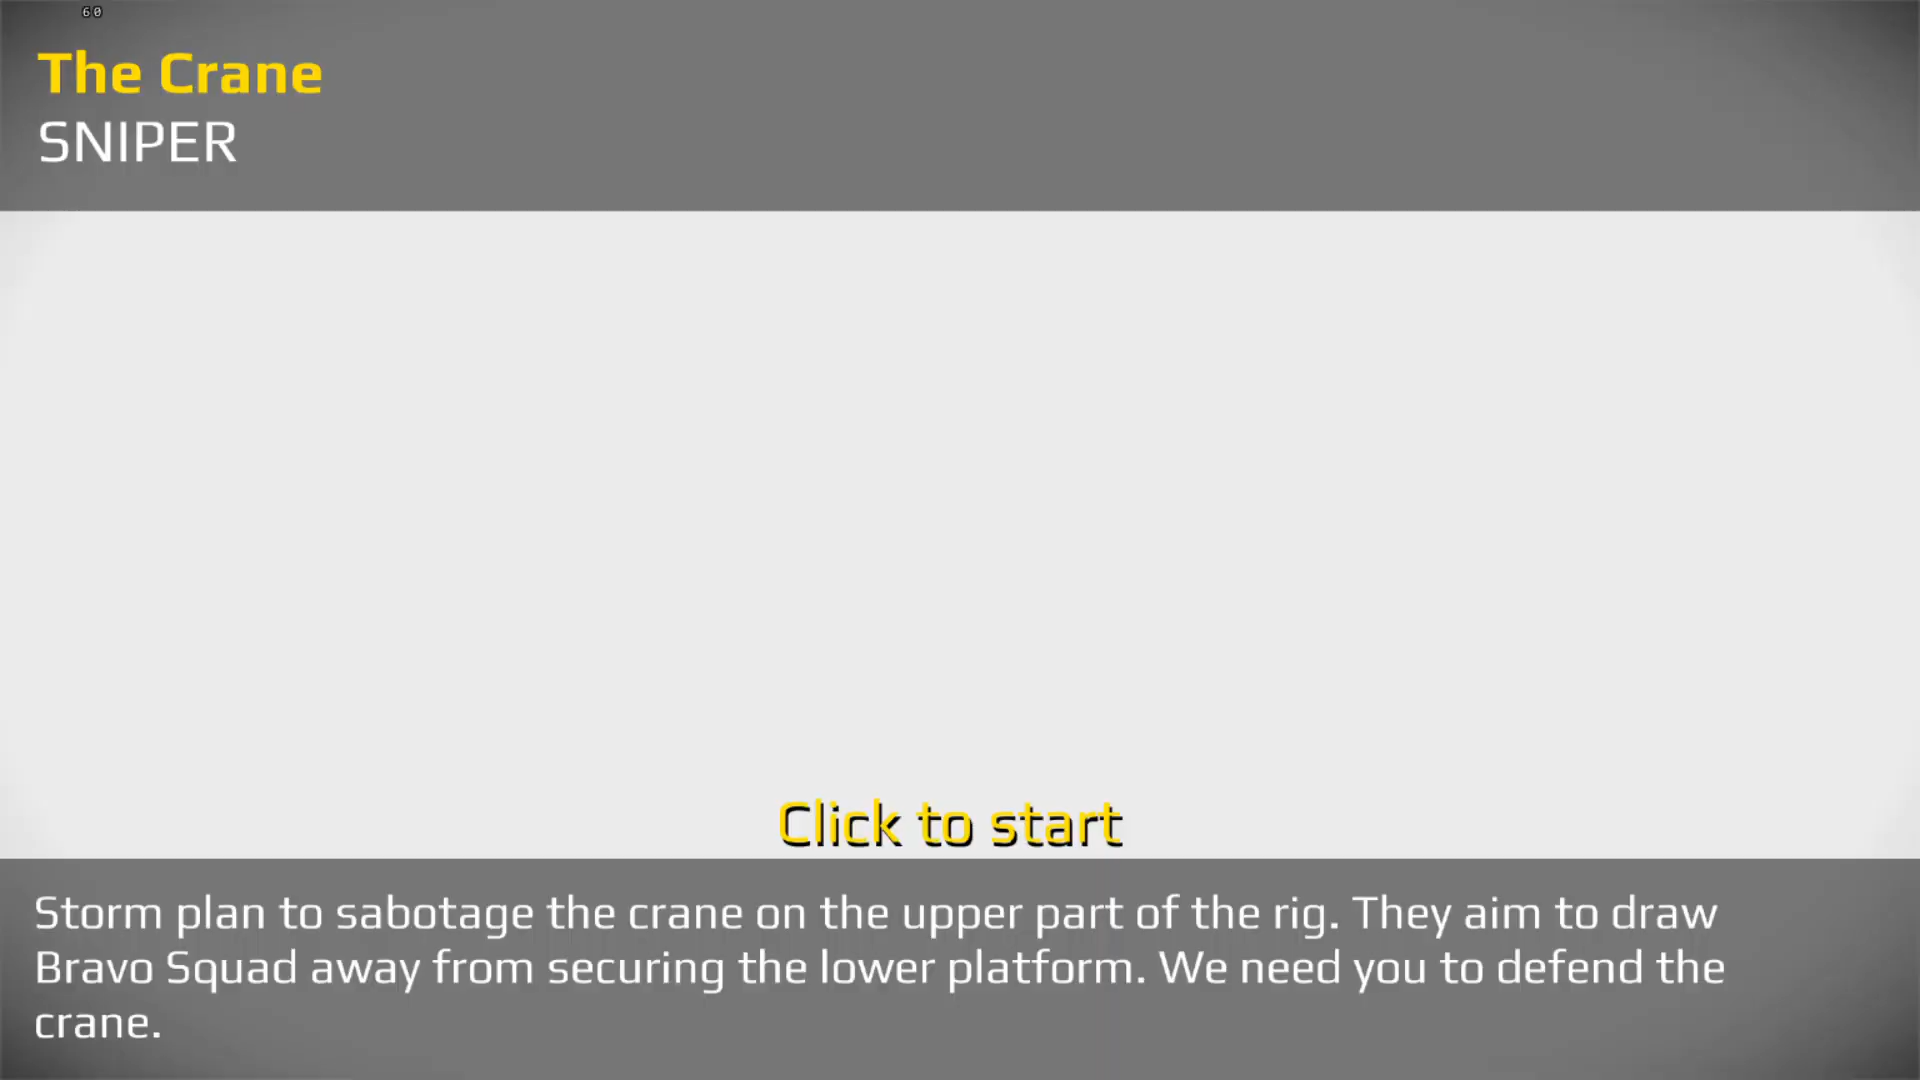 60
The Crane
SNIPER
Click to start
Storm plan to sabotage the crane on the upper part of the rig. They aim to draw
Bravo Squad away from securing the lower platform. We need you to defend the
crane.